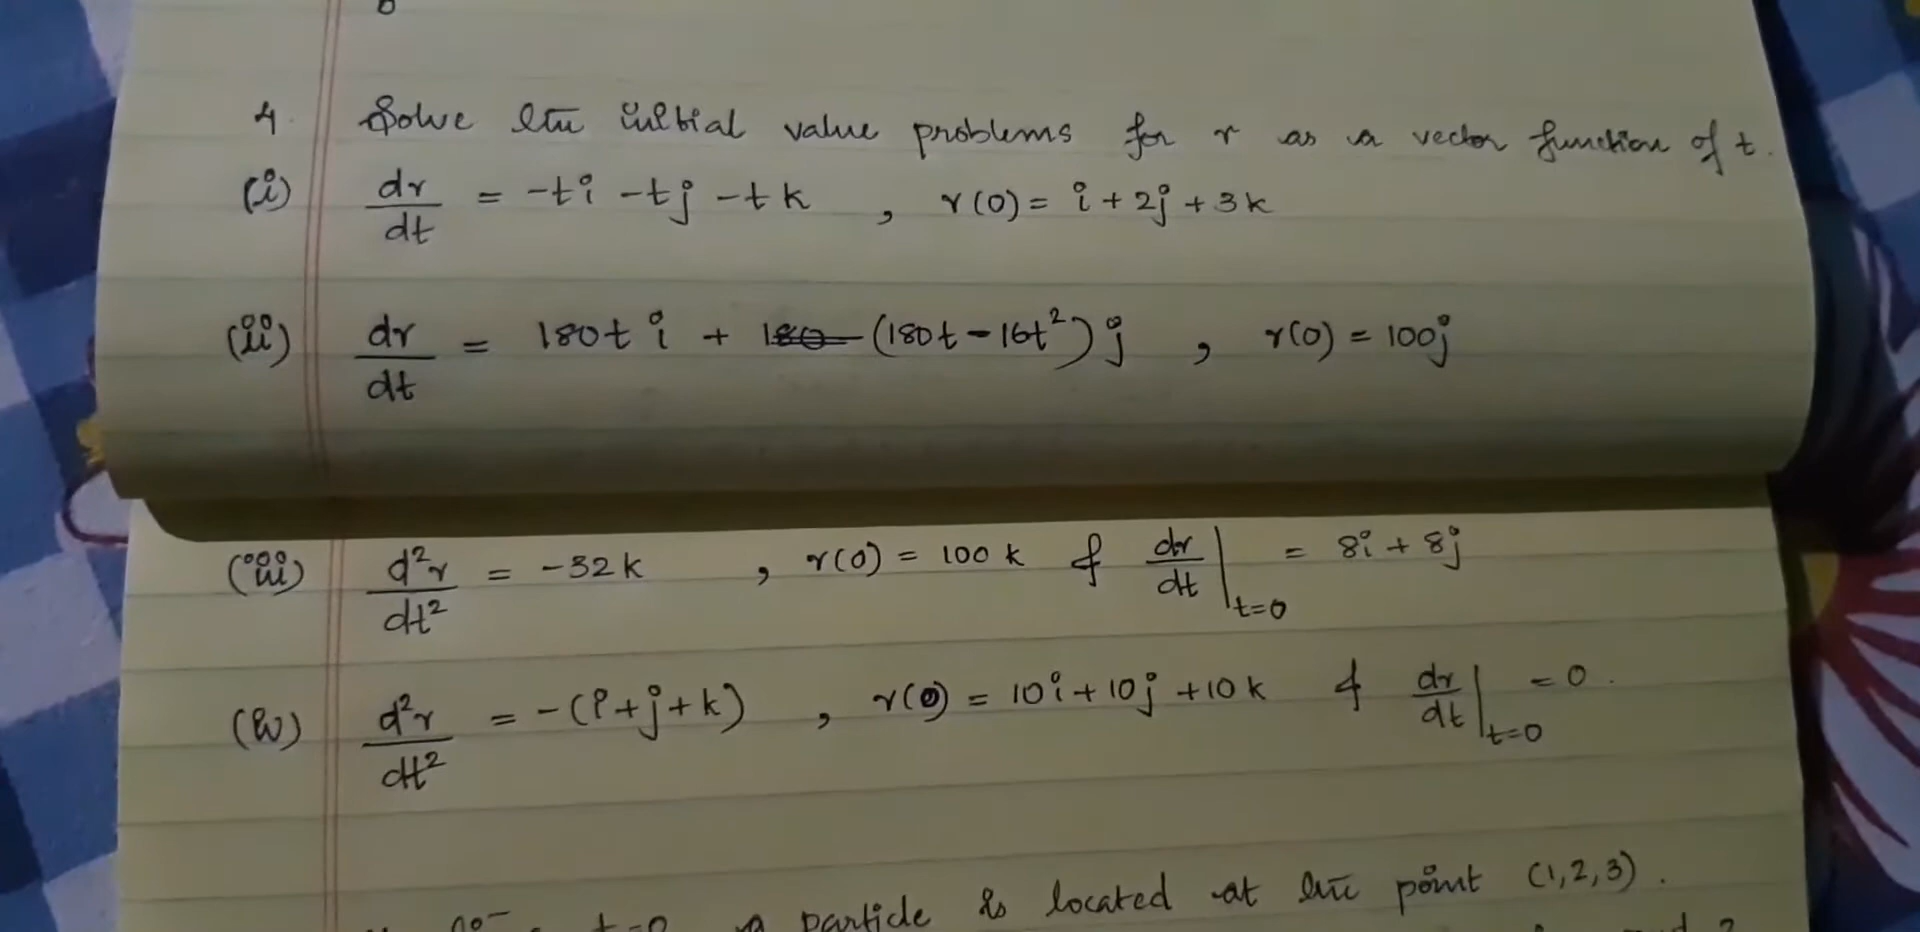 4. Solve the initial value problems for r as a vector function of t.
(i) dr/dt = -ti - tj - tk , r(0) = i + 2j + 3k
(ii) dr/dt = 180t i + (180t - 16t²) j , r(0) = 100j
(iii) d²r/dt² = -32k , r(0) = 100k & dr/dt|t=0 = 8i + 8j
(iv) d²r/dt² = -(i+j+k) , r(0) = 10i + 10j + 10k & dr/dt|t=0 = 0.
t=0 a particle is located at the point (1,2,3).